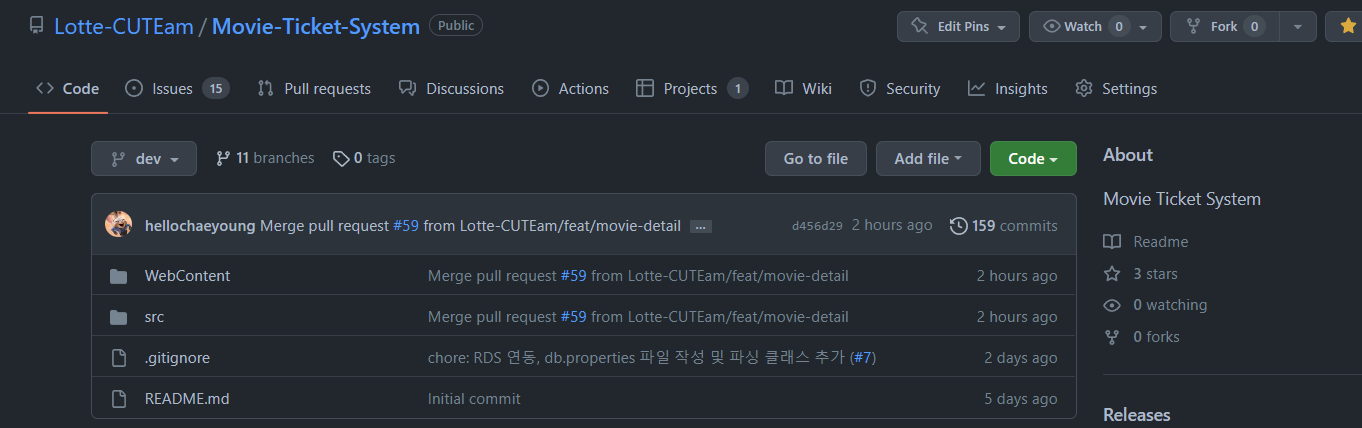 Lotte-CUTEam / Movie-Ticket-System Public Edit Pins Watch 0 Fork 0
Code Issues 15 Pull requests Discussions Actions Projects 1 Wiki Security Insights Settings
dev 11 branches 0 tags Go to file Add file Code
About
Movie Ticket System
hellochaeyoung Merge pull request #59 from Lotte-CUTEam/feat/movie-detail ... d456d29 2 hours ago 159 commits
Readme
WebContent Merge pull request #59 from Lotte-CUTEam/feat/movie-detail 2 hours ago
3 stars
0 watching
src Merge pull request #59 from Lotte-CUTEam/feat/movie-detail 2 hours ago
0 forks
.gitignore chore: RDS 연동, db.properties 파일 작성 및 파싱 클래스 추가 (#7) 2 days ago
README.md Initial commit 5 days ago
Releases